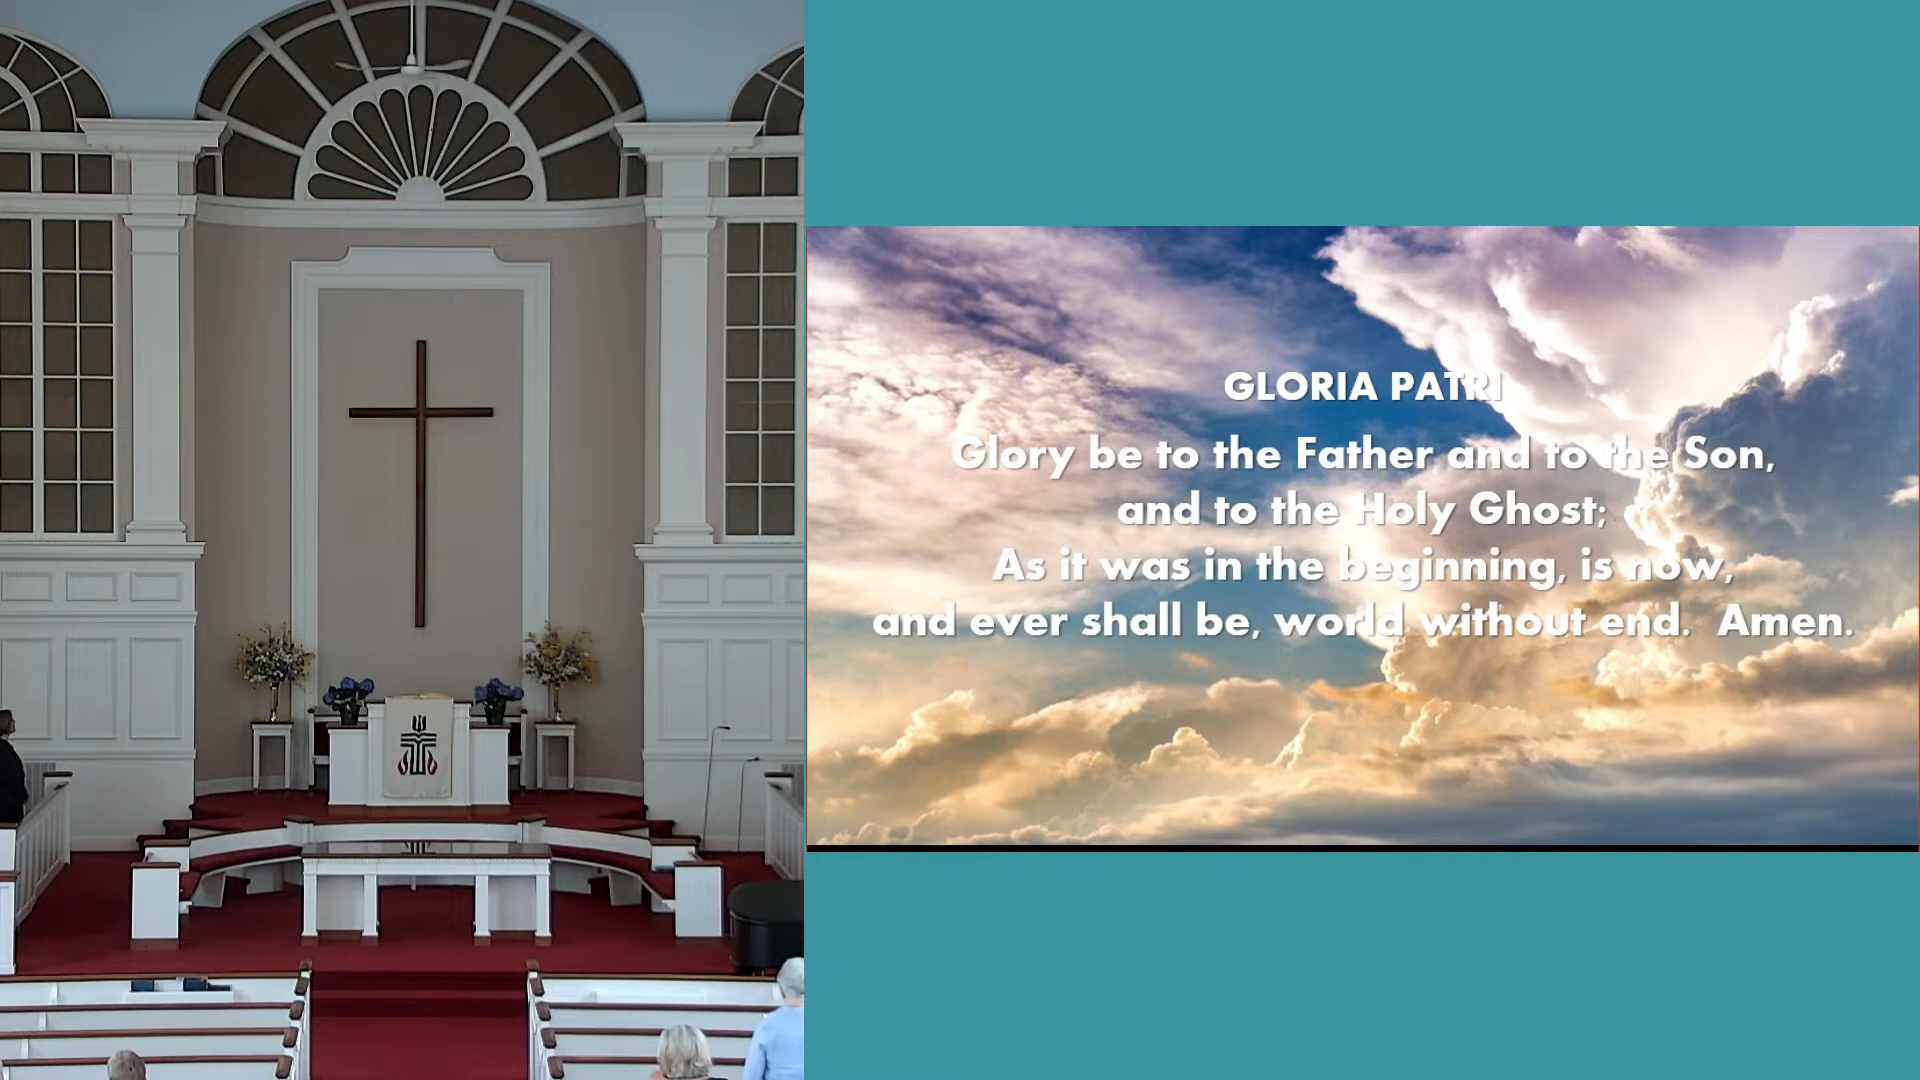 GLORIA PATRI
Glory be to the Father and to the Son,
and to the Holy Ghost;
As it was in the beginning, is now,
and ever shall be, world without end. Amen.